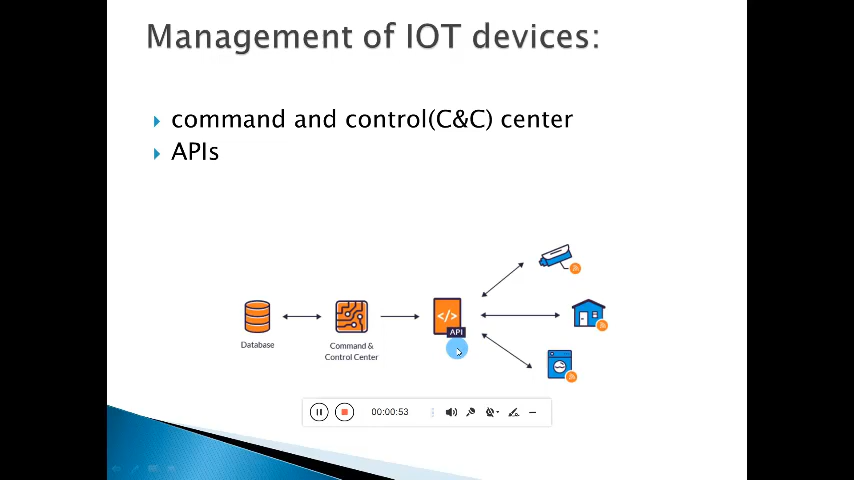 Management of IOT devices:
command and control(C&C) center
APIs
</>
API
Database
Command &
Control Center
00:00:53